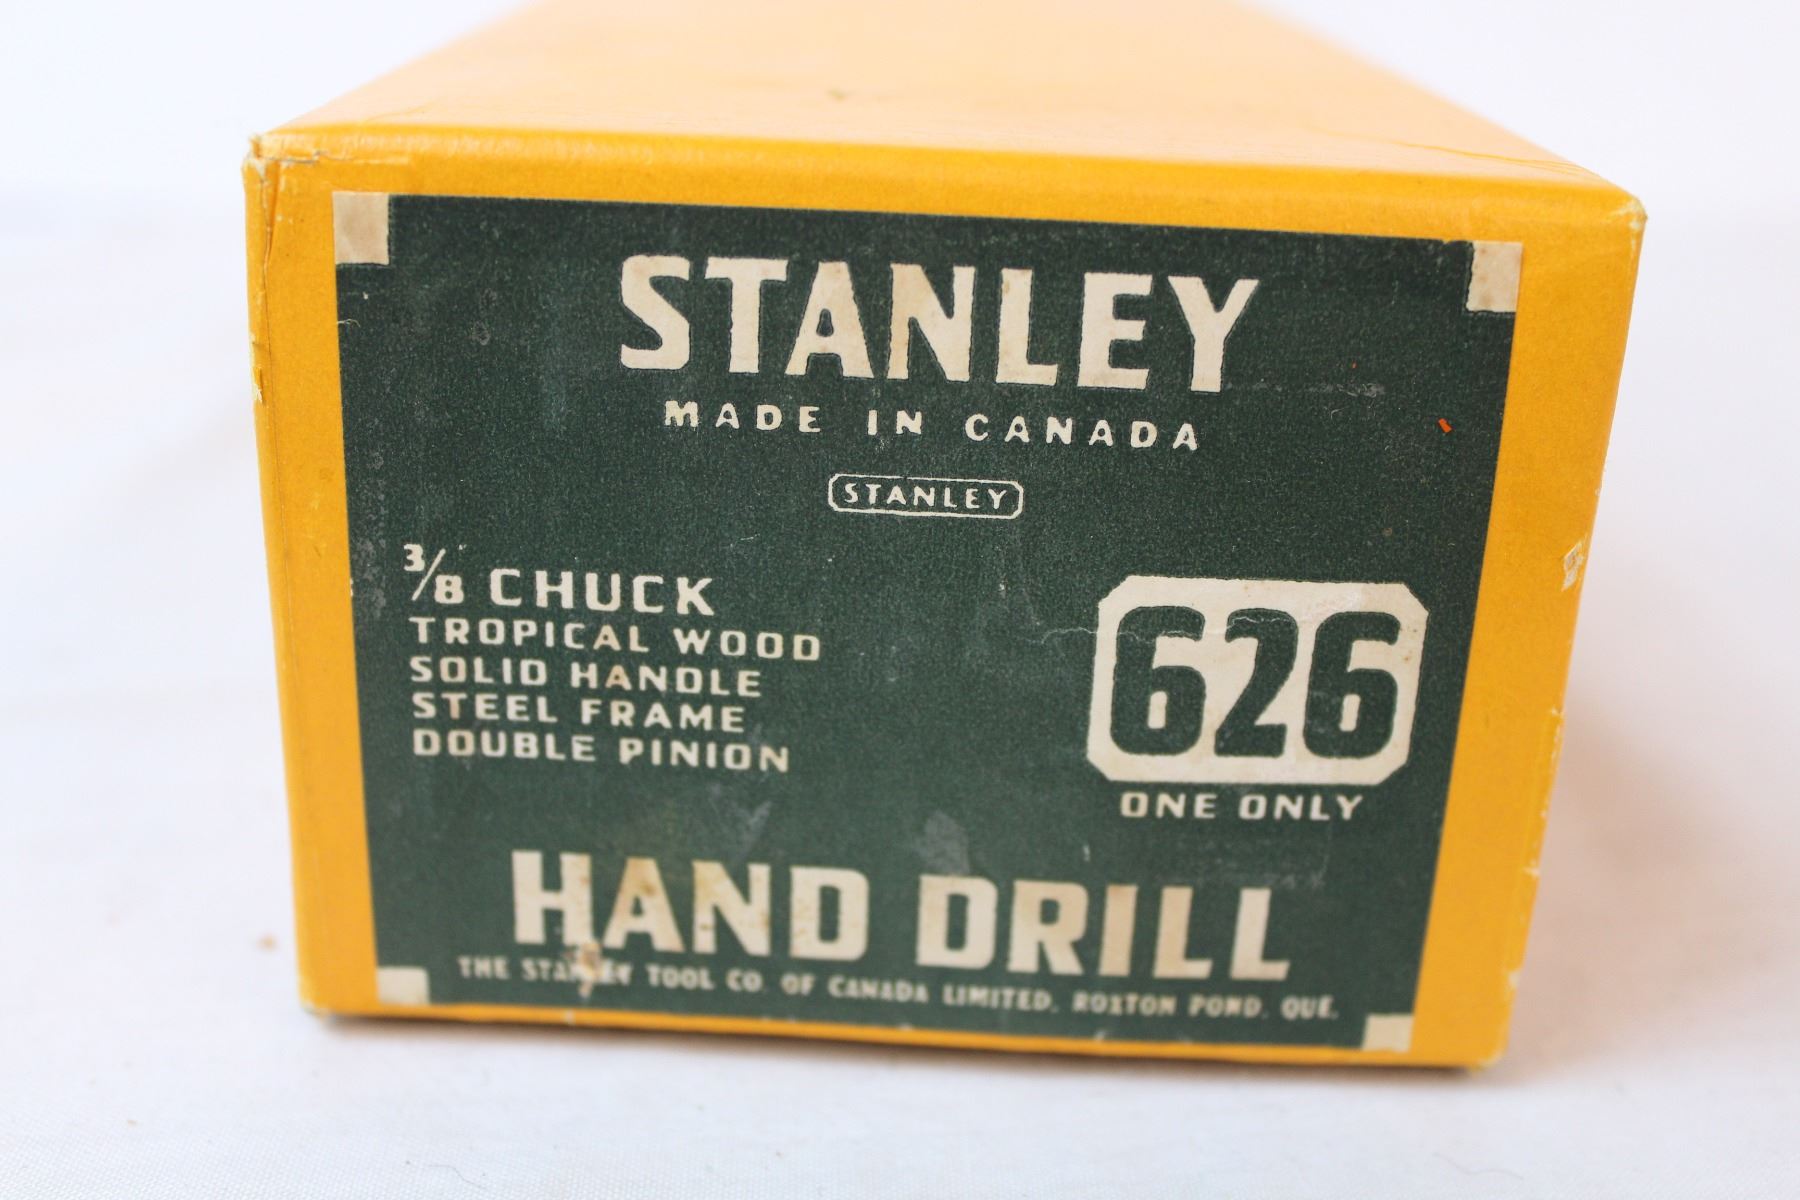 STANLEY
MADE IN CANADA
STANLEY
3/8 CHUCK
TROPICAL WOOD
SOLID HANDLE
STEEL FRAME
DOUBLE PINION
626
ONE ONLY
HAND DRILL
THE STANLEY TOOL CO. OF CANADA LIMITED. ROXTON POND. QUE.